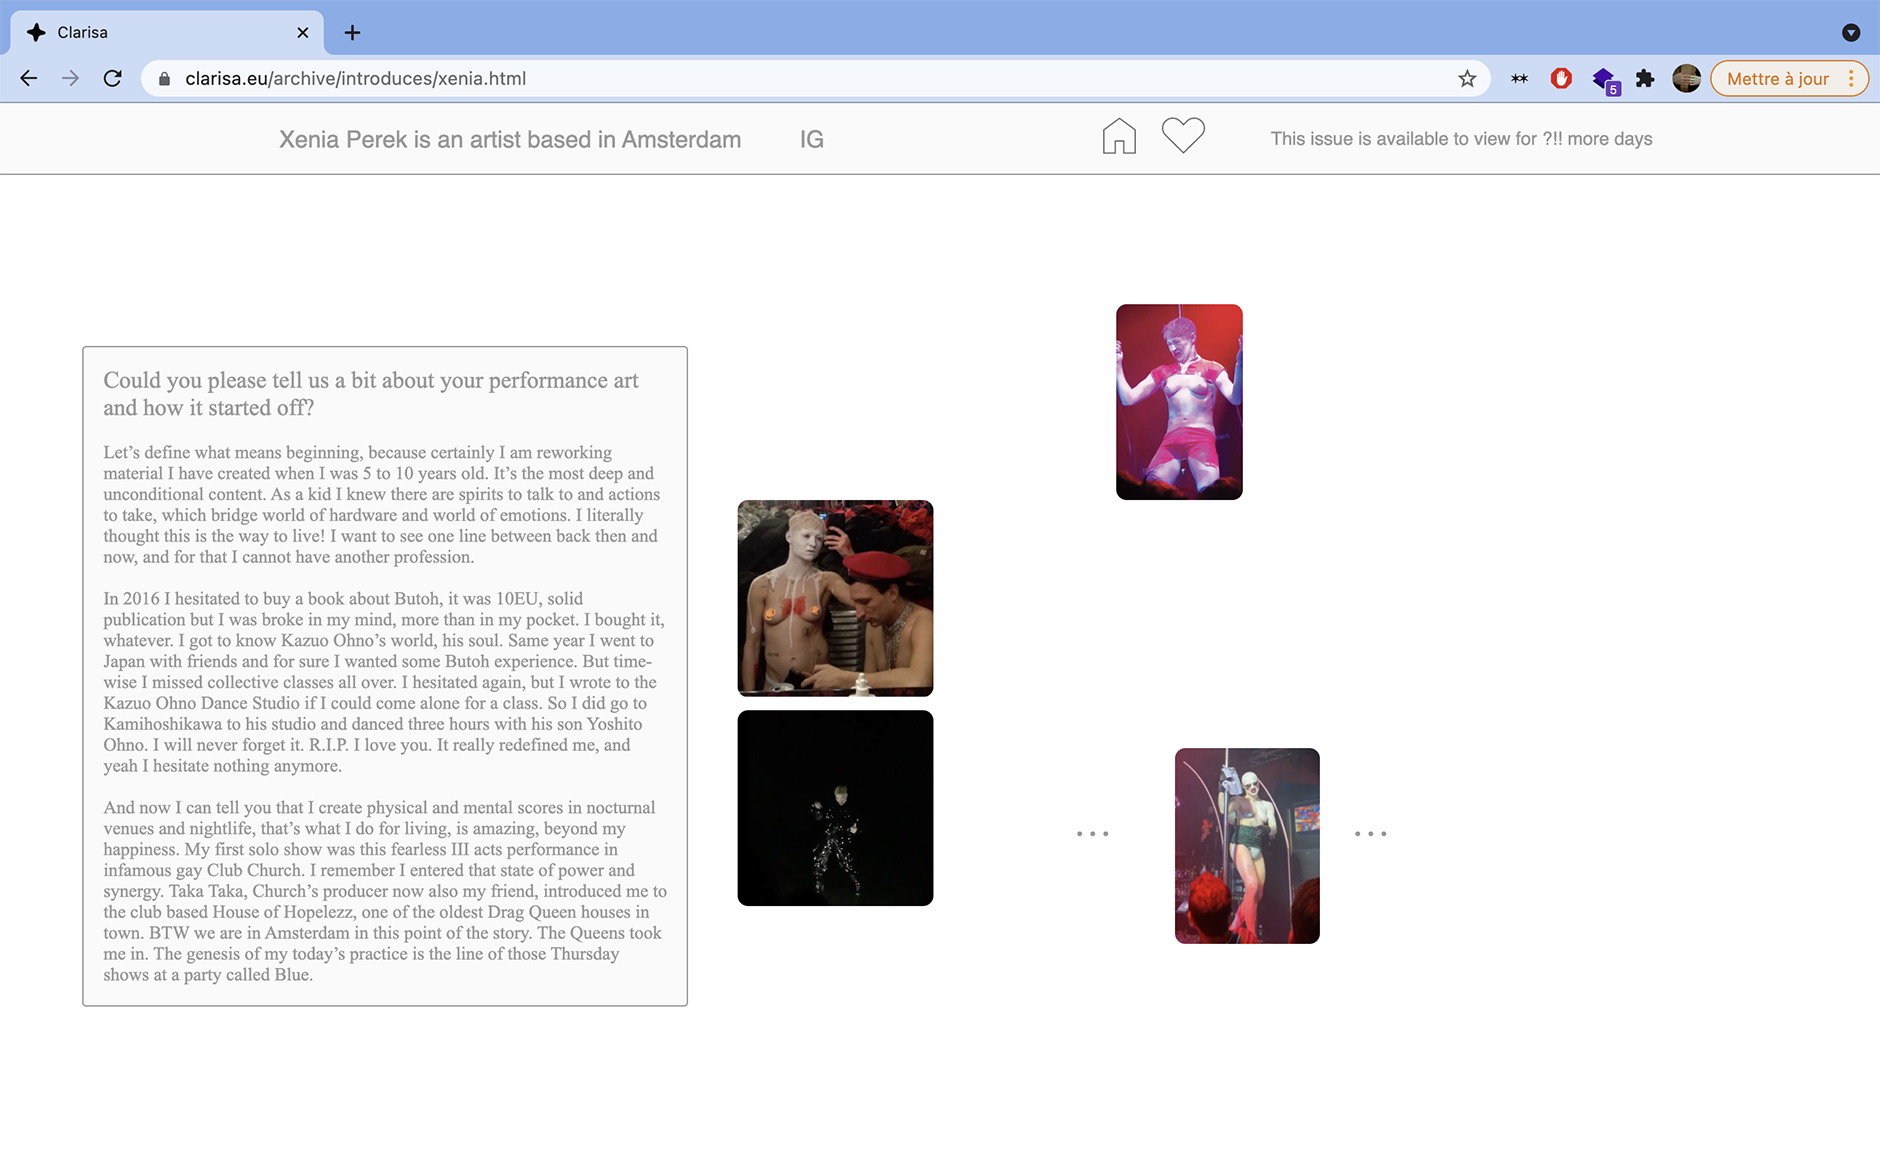 Clarisa
clarisa.eu/archive/introduces/xenia.html
5
Mettre à jour
Xenia Perek is an artist based in Amsterdam
IG
This issue is available to view for ?!! more days
Could you please tell us a bit about your performance art
and how it started off?
Let’s define what means beginning, because certainly I am reworking
material I have created when I was 5 to 10 years old. It’s the most deep and
unconditional content. As a kid I knew there are spirits to talk to and actions
to take, which bridge world of hardware and world of emotions. I literally
thought this is the way to live! I want to see one line between back then and
now, and for that I cannot have another profession.
In 2016 I hesitated to buy a book about Butoh, it was 10EU, solid
publication but I was broke in my mind, more than in my pocket. I bought it,
whatever. I got to know Kazuo Ohno’s world, his soul. Same year I went to
Japan with friends and for sure I wanted some Butoh experience. But time-
wise I missed collective classes all over. I hesitated again, but I wrote to the
Kazuo Ohno Dance Studio if I could come alone for a class. So I did go to
Kamihoshikawa to his studio and danced three hours with his son Yoshito
Ohno. I will never forget it. R.I.P. I love you. It really redefined me, and
yeah I hesitate nothing anymore.
And now I can tell you that I create physical and mental scores in nocturnal
venues and nightlife, that’s what I do for living, is amazing, beyond my
happiness. My first solo show was this fearless III acts performance in
infamous gay Club Church. I remember I entered that state of power and
synergy. Taka Taka, Church’s producer now also my friend, introduced me to
the club based House of Hopelezz, one of the oldest Drag Queen houses in
town. BTW we are in Amsterdam in this point of the story. The Queens took
me in. The genesis of my today’s practice is the line of those Thursday
shows at a party called Blue.
...
...